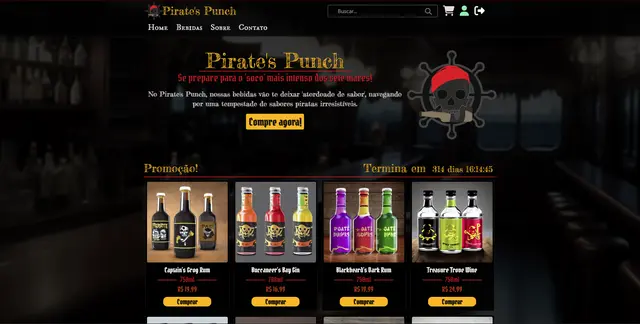 Pirate's Punch
Buscar...
Home Bebidas Sobre Contato
Pirate's Punch
Se prepare para o 'soco' mais intenso dos sete mares!
No Pirate's Punch, nossas bebidas vão te deixar 'atordoado' de sabor, navegando
por uma tempestade de sabores piratas irresistíveis.
Compre agora!
Promoção!
Termina em 314 dias 16:14:45
Captain's Grog Rum
750ml
R$ 19,99
Comprar
Buccaneer's Bay Gin
700ml
R$ 16,99
Comprar
Blackbeard's Dark Rum
750ml
R$ 19,99
Comprar
Treasure Trove Wine
750ml
R$ 24,99
Comprar